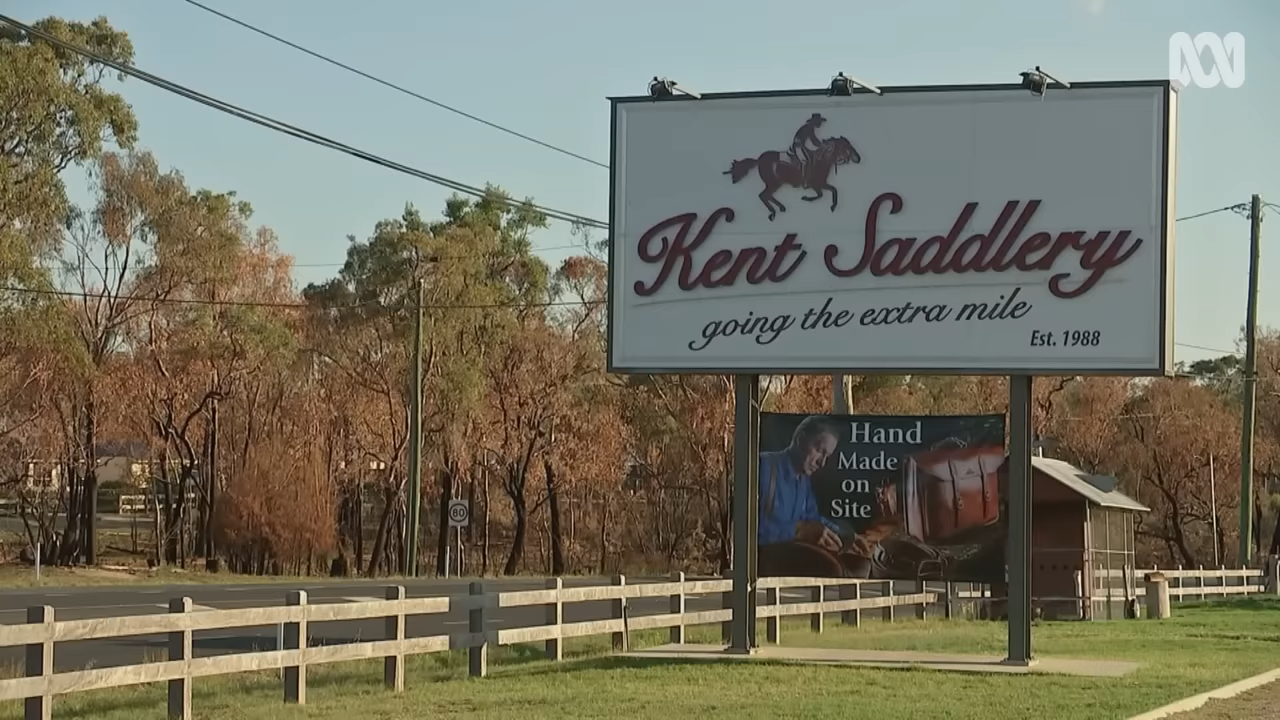 Kent Saddlery
going the extra mile
Est. 1988
Hand
Made
on
Site
80